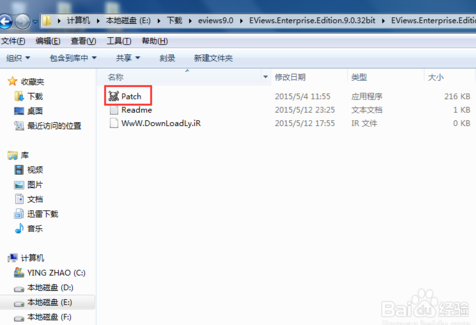 计算机 ▸ 本地磁盘 (E:) ▸ 下载 ▸ eviews9.0 ▸ EViews.Enterprise.Edition.9.0.32bit ▸ EViews.Enterprise.Edition
文件(F) 编辑(E) 查看(V) 工具(T) 帮助(H)
组织 包含到库中 共享 刻录 新建文件夹
名称 修改日期 类型 大小
收藏夹
Patch 2015/5/4 11:55 应用程序 216 KB
下载
Readme 2015/5/12 23:25 文本文档 1 KB
桌面
WwW.DownLoadLy.iR 2015/5/12 17:55 IR 文件 0 KB
最近访问的位置
库
视频
图片
文档
迅雷下载
音乐
计算机
YING ZHAO (C:)
本地磁盘 (D:)
本地磁盘 (E:)
本地磁盘 (F:)
Baidu经验